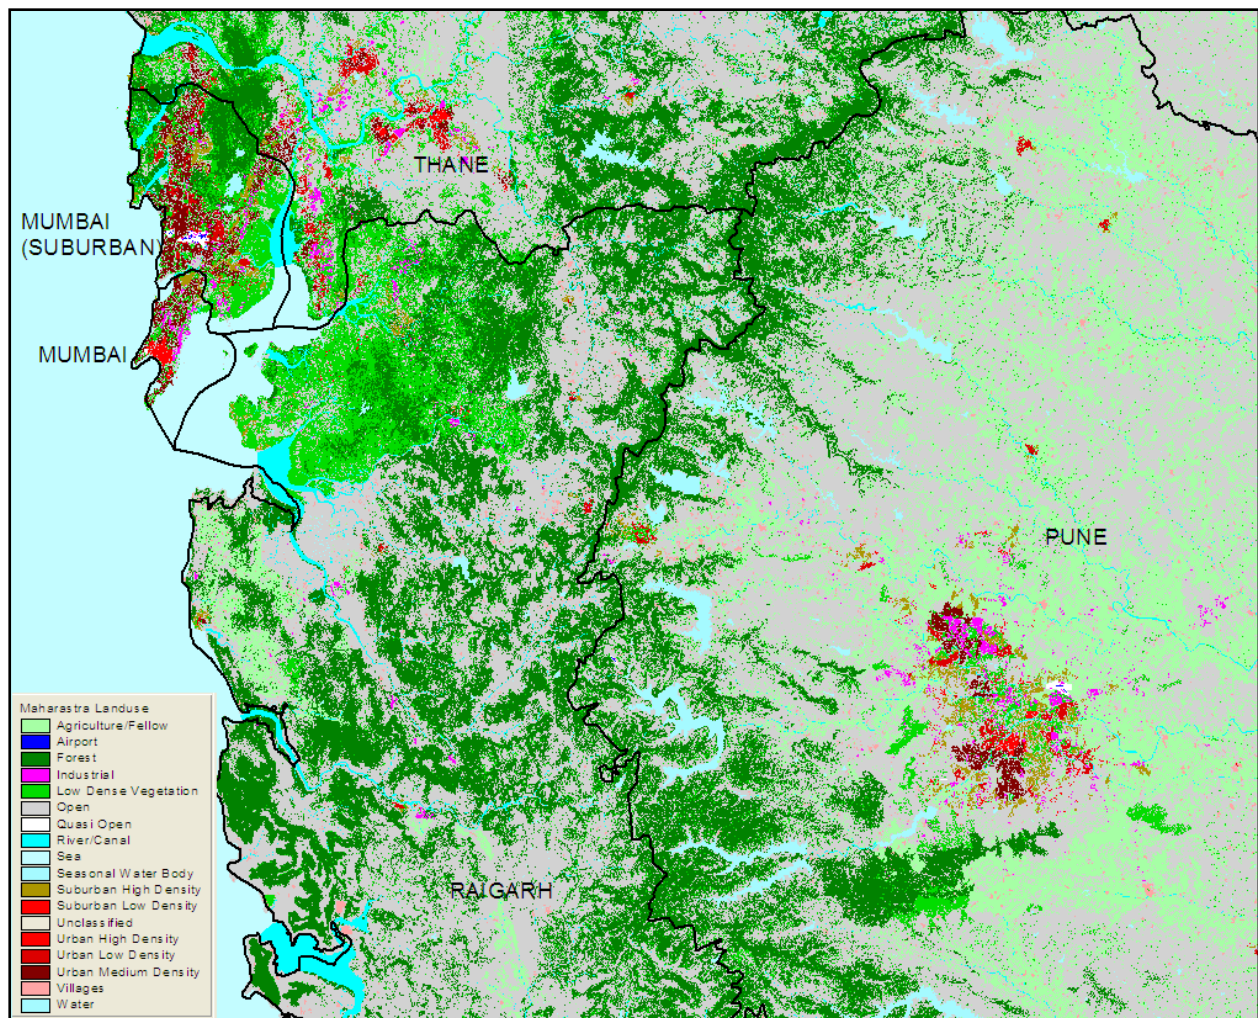 THANE
MUMBAI
(SUBURBAN)
MUMBAI
PUNE
RAIGARH
Maharastra Landuse
Agriculture/Fellow
Airport
Forest
Industrial
Low Dense Vegetation
Open
Quasi Open
River/Canal
Sea
Seasonal Water Body
Suburban High Density
Suburban Low Density
Unclassified
Urban High Density
Urban Low Density
Urban Medium Density
Villages
Water